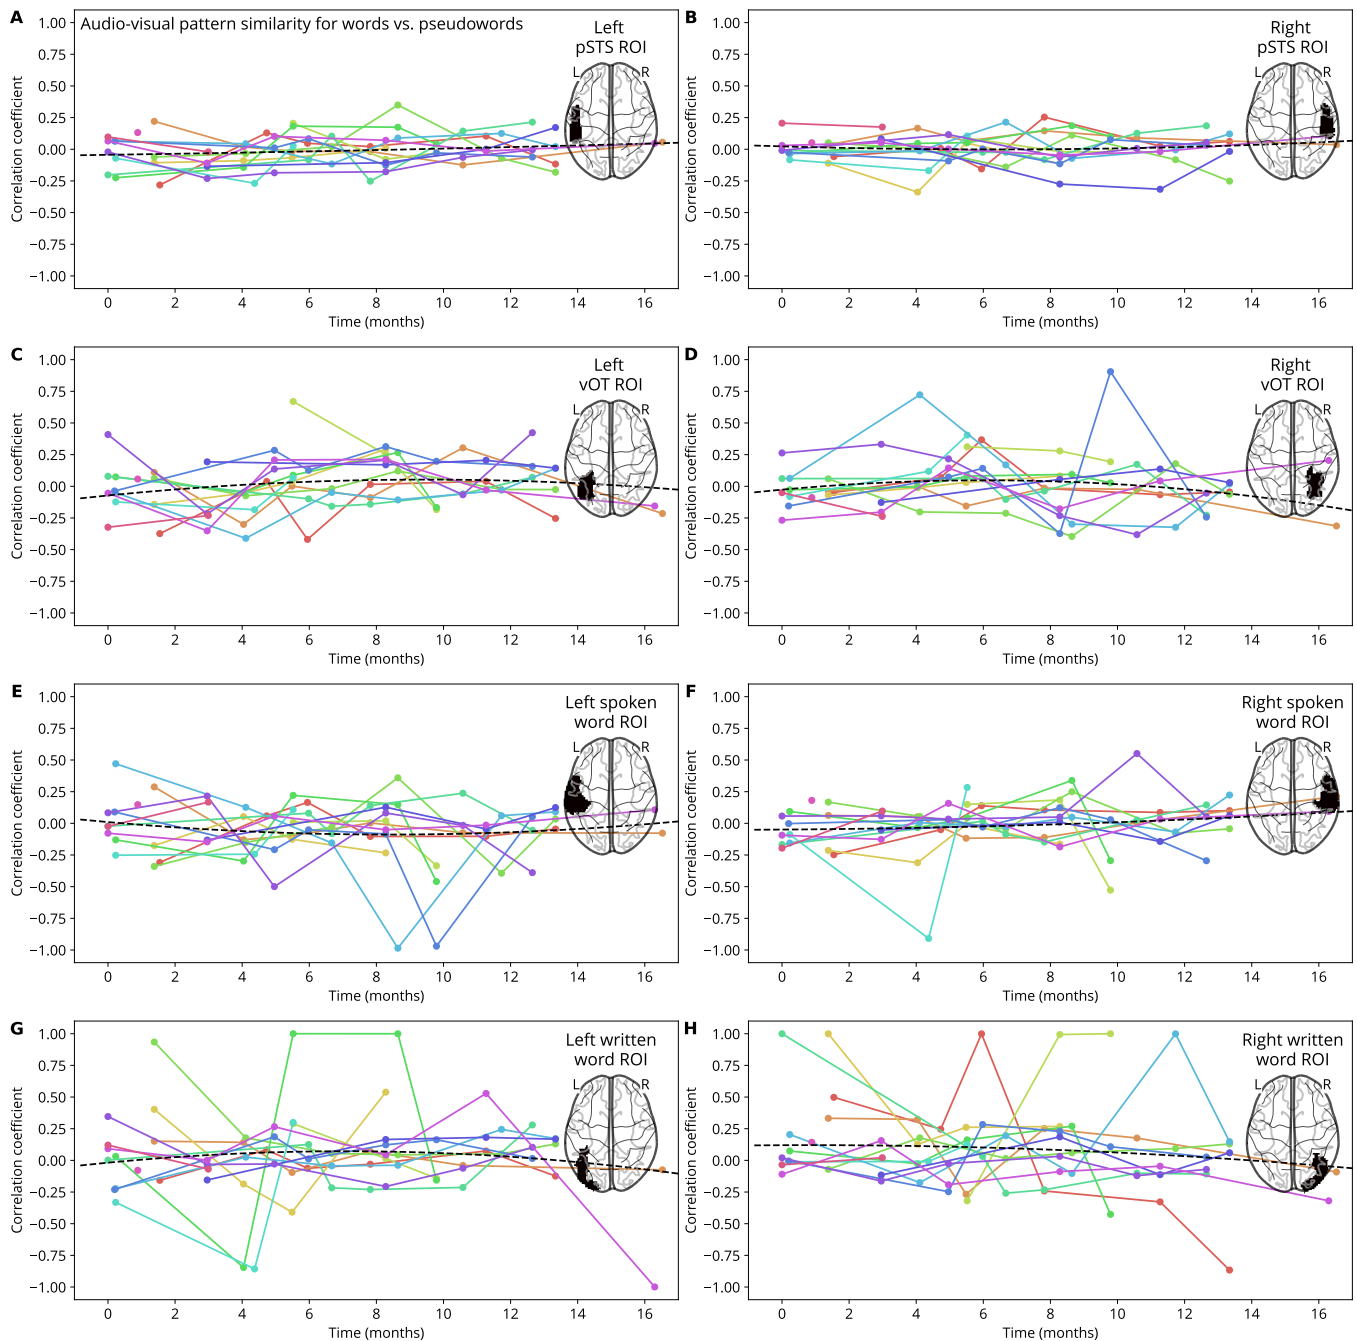 A
Audio-visual pattern similarity for words vs. pseudowords
Left
pSTS ROI
L R
Correlation coefficient
1.00
0.75
0.50
0.25
0.00
−0.25
−0.50
−0.75
−1.00
0 2 4 6 8 10 12 14 16
Time (months)
B
Right
pSTS ROI
L R
Correlation coefficient
1.00
0.75
0.50
0.25
0.00
−0.25
−0.50
−0.75
−1.00
0 2 4 6 8 10 12 14 16
Time (months)
C
Left
vOT ROI
L R
Correlation coefficient
1.00
0.75
0.50
0.25
0.00
−0.25
−0.50
−0.75
−1.00
0 2 4 6 8 10 12 14 16
Time (months)
D
Right
vOT ROI
L R
Correlation coefficient
1.00
0.75
0.50
0.25
0.00
−0.25
−0.50
−0.75
−1.00
0 2 4 6 8 10 12 14 16
Time (months)
E
Left spoken
word ROI
L R
Correlation coefficient
1.00
0.75
0.50
0.25
0.00
−0.25
−0.50
−0.75
−1.00
0 2 4 6 8 10 12 14 16
Time (months)
F
Right spoken
word ROI
L R
Correlation coefficient
1.00
0.75
0.50
0.25
0.00
−0.25
−0.50
−0.75
−1.00
0 2 4 6 8 10 12 14 16
Time (months)
G
Left written
word ROI
L R
Correlation coefficient
1.00
0.75
0.50
0.25
0.00
−0.25
−0.50
−0.75
−1.00
0 2 4 6 8 10 12 14 16
Time (months)
H
Right written
word ROI
L R
Correlation coefficient
1.00
0.75
0.50
0.25
0.00
−0.25
−0.50
−0.75
−1.00
0 2 4 6 8 10 12 14 16
Time (months)